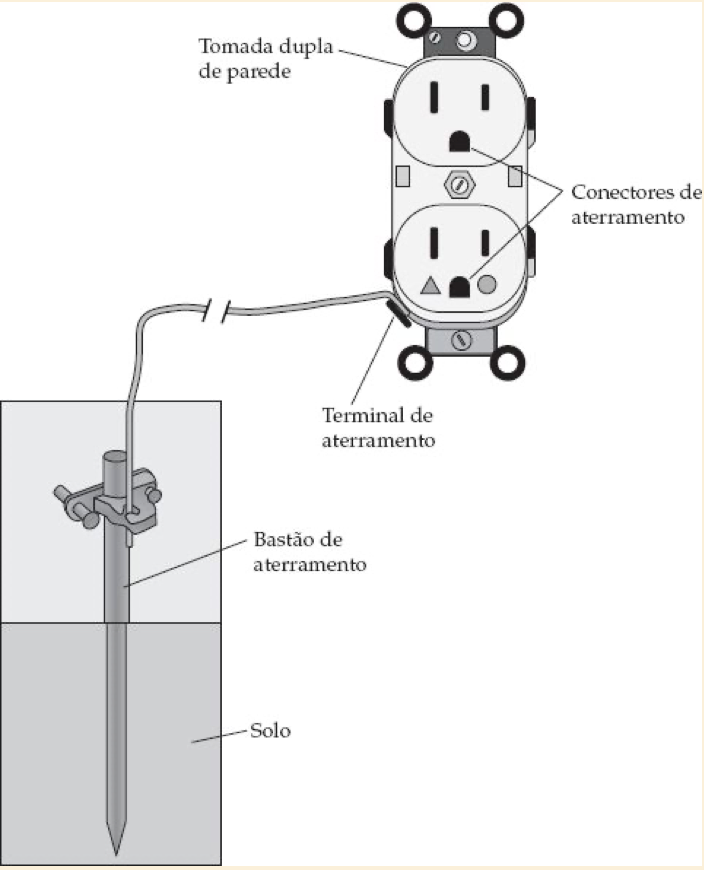 Tomada dupla
de parede
Conectores de
aterramento
Terminal de
aterramento
Bastão de
aterramento
Solo